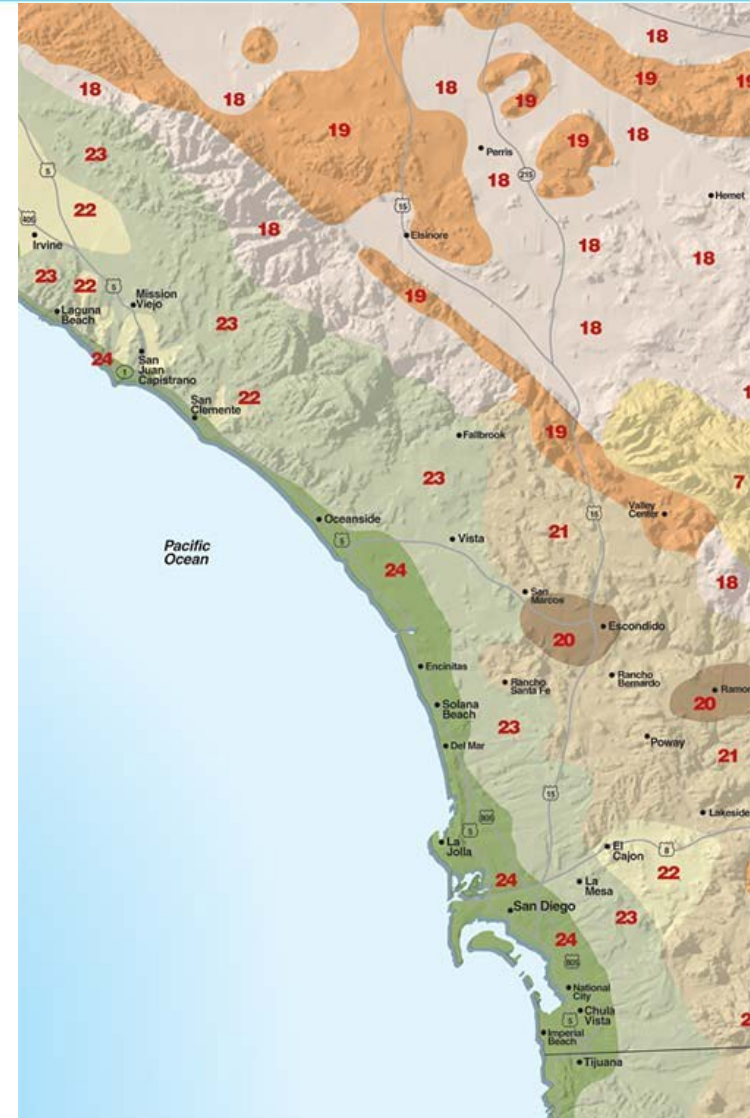 18
19
19
18
18
18
19
19
19
18
Perris
23
18
215
5
Hemet
22
15
405
Irvine
18
Elsinore
18
18
23
22
5
Mission
Viejo
19
Laguna
Beach
23
18
24
San
Juan
Capistrano
1
22
San
Clemente
19
Fallbrook
23
7
Valley
Center
15
Oceanside
21
5
Vista
Pacific
Ocean
24
18
San
Marcos
20
Escondido
Encinitas
Rancho
Santa Fe
Rancho
Bernardo
20
Solana
Beach
23
Del Mar
Poway
21
15
805
5
Lakeside
La
Jolla
El
Cajon
8
22
24
La
Mesa
San Diego
23
24
805
National
City
5
Chula
Vista
Imperial
Beach
Tijuana